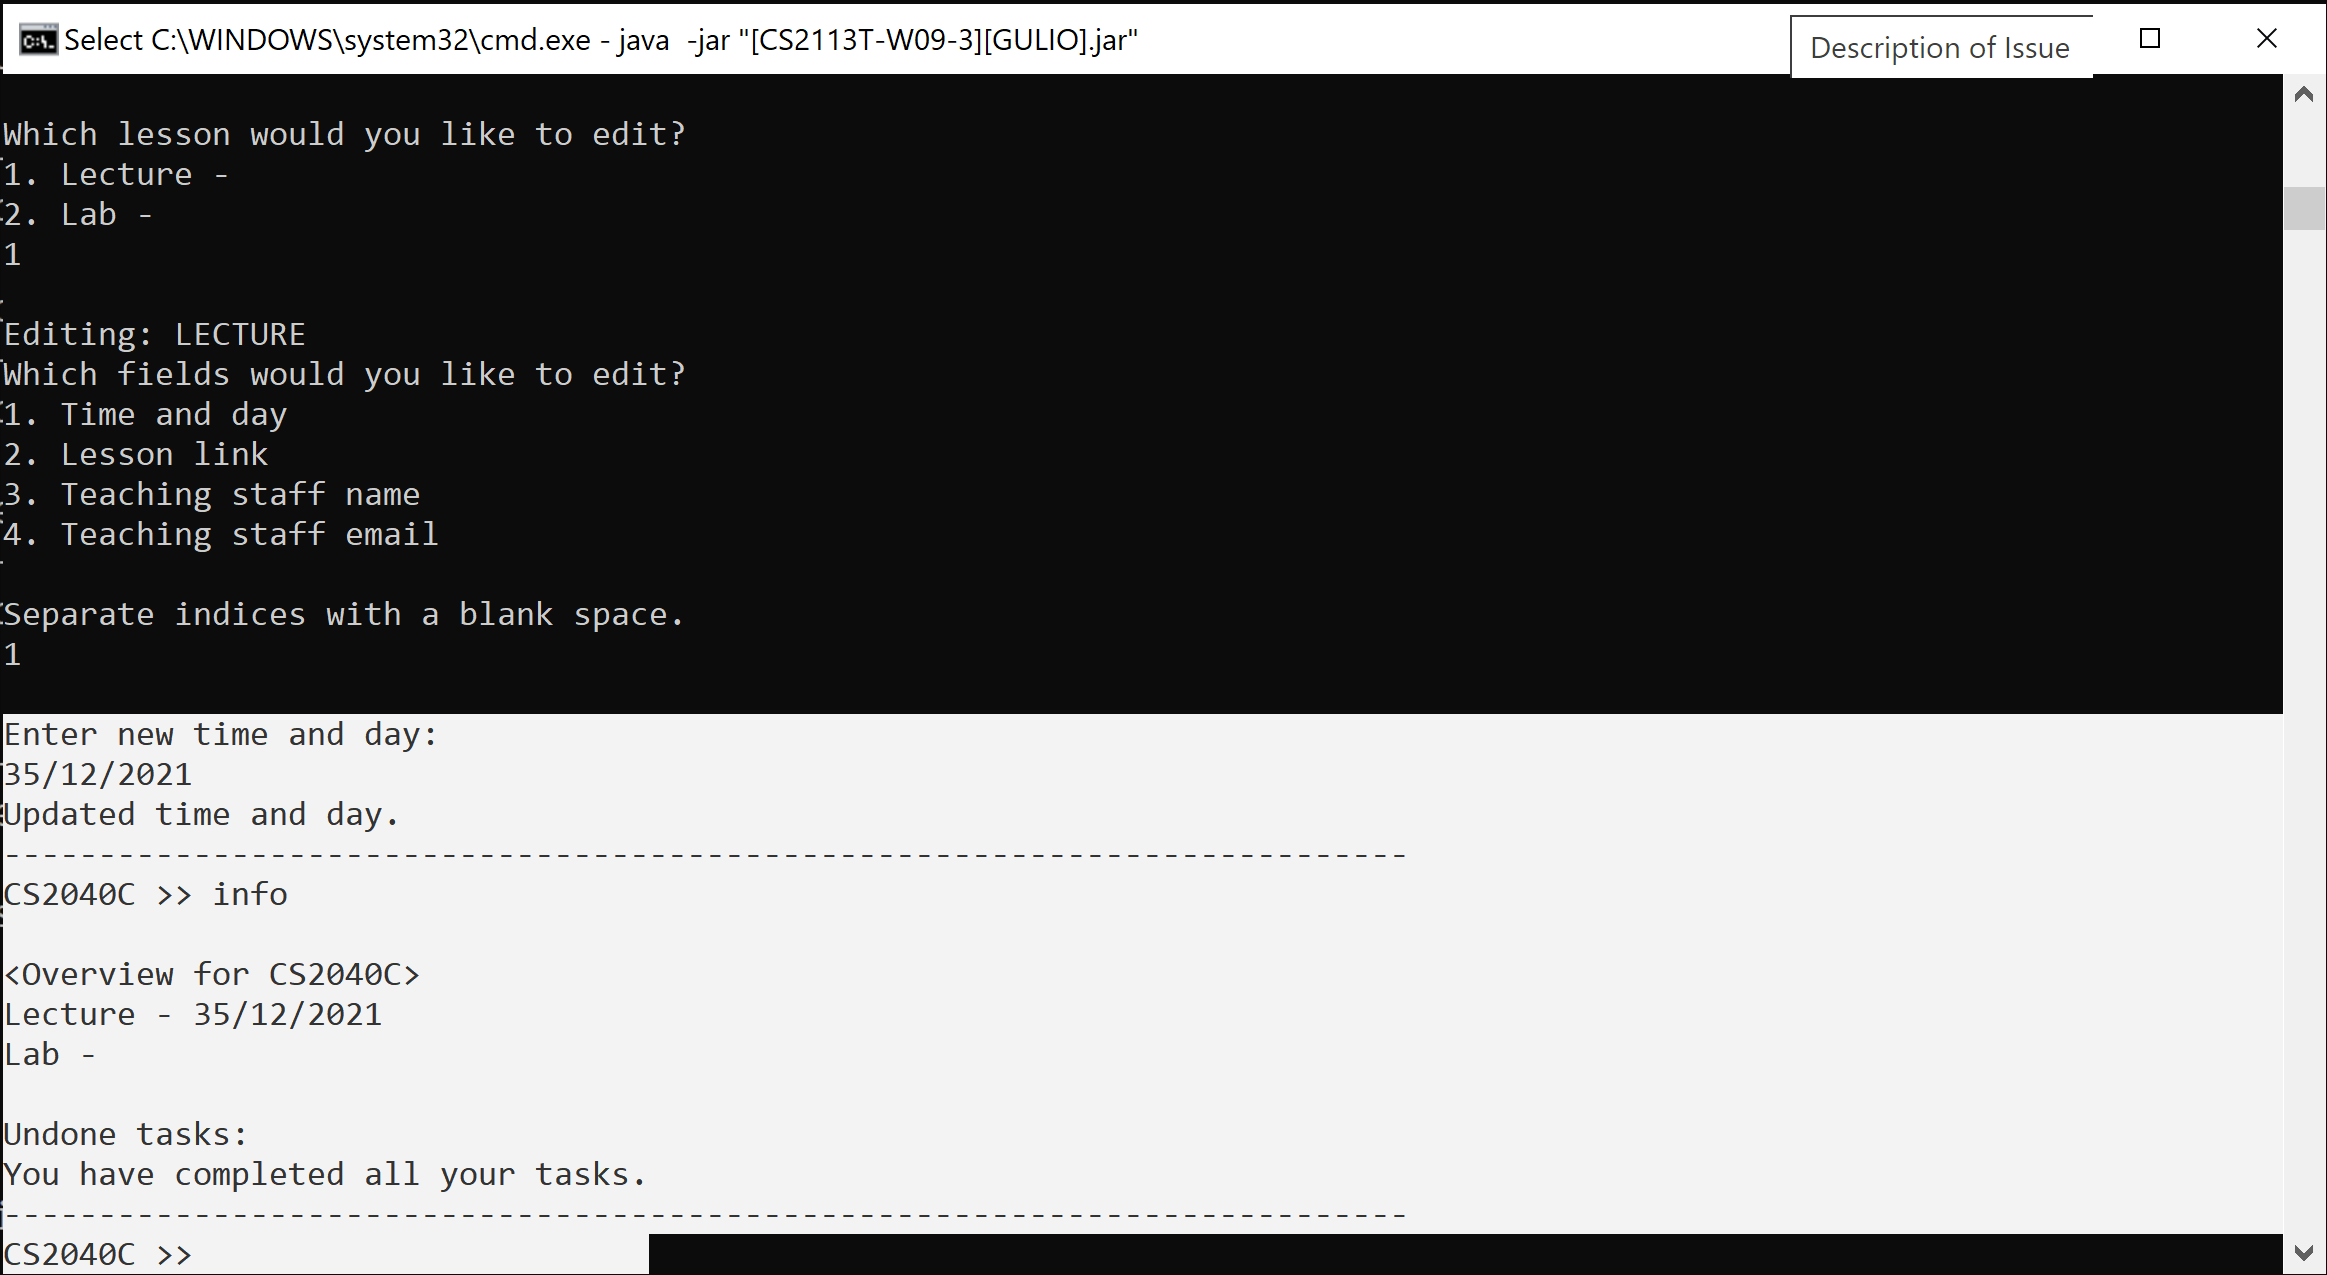 Select C:\WINDOWS\system32\cmd.exe - java  -jar "[CS2113T-W09-3][GULIO].jar"
Description of Issue
Which lesson would you like to edit?
1. Lecture -
2. Lab -
1
Editing: LECTURE
Which fields would you like to edit?
1. Time and day
2. Lesson link
3. Teaching staff name
4. Teaching staff email
Separate indices with a blank space.
1
Enter new time and day:
35/12/2021
Updated time and day.
--------------------------------------------------------------------------
CS2040C >> info
<Overview for CS2040C>
Lecture - 35/12/2021
Lab -
Undone tasks:
You have completed all your tasks.
--------------------------------------------------------------------------
CS2040C >>